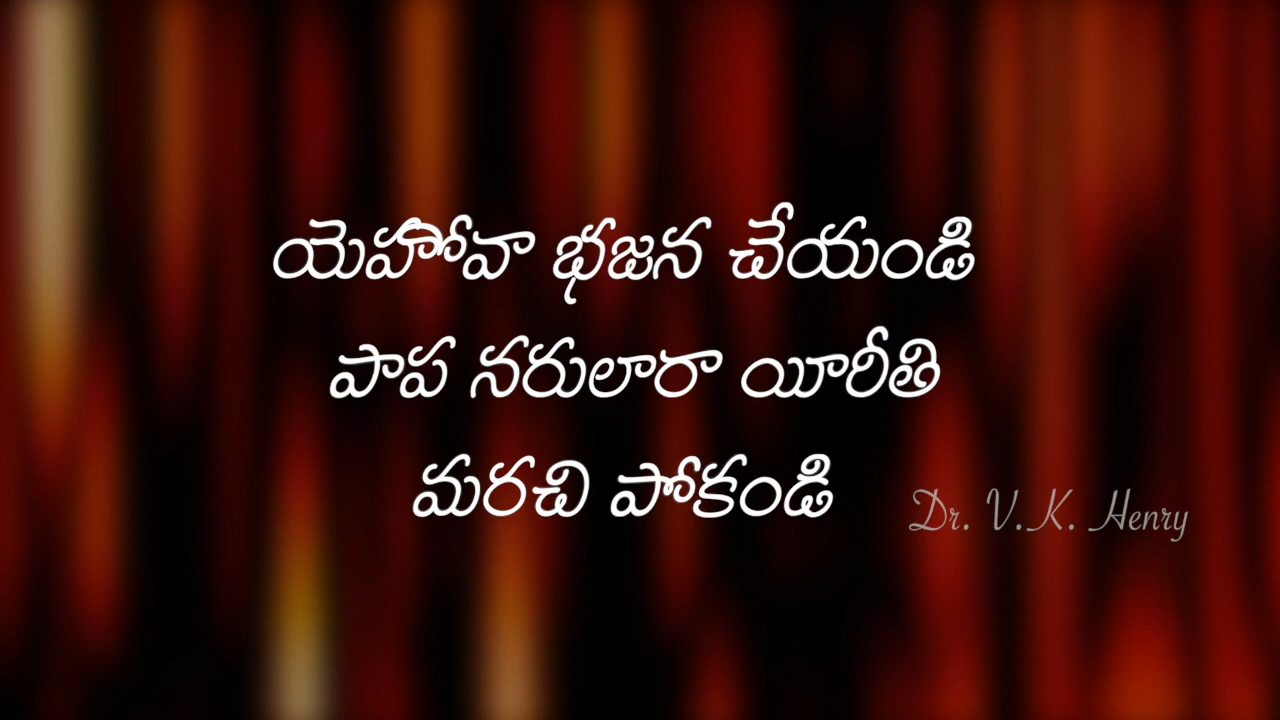 యెహోవా భజన చేయండి
పాప నరులారా యీరీతి
మరచి పోకండి
Dr. V.K. Henry